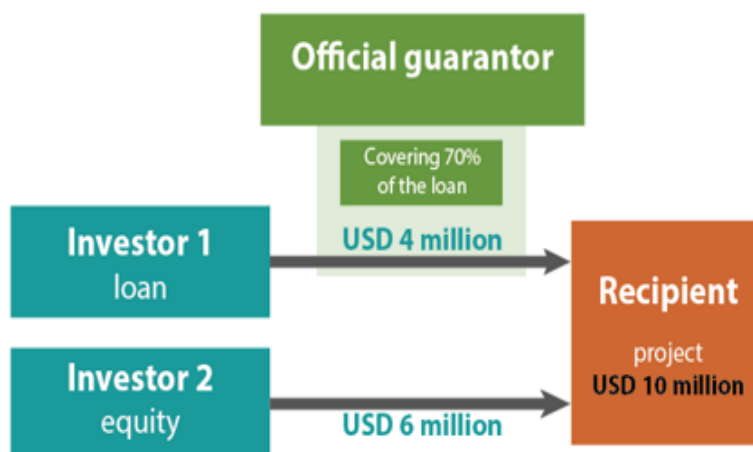 Official guarantor
Covering 70%
of the loan
Investor 1
loan
USD 4 million
Investor 2
equity
USD 6 million
Recipient
project
USD 10 million